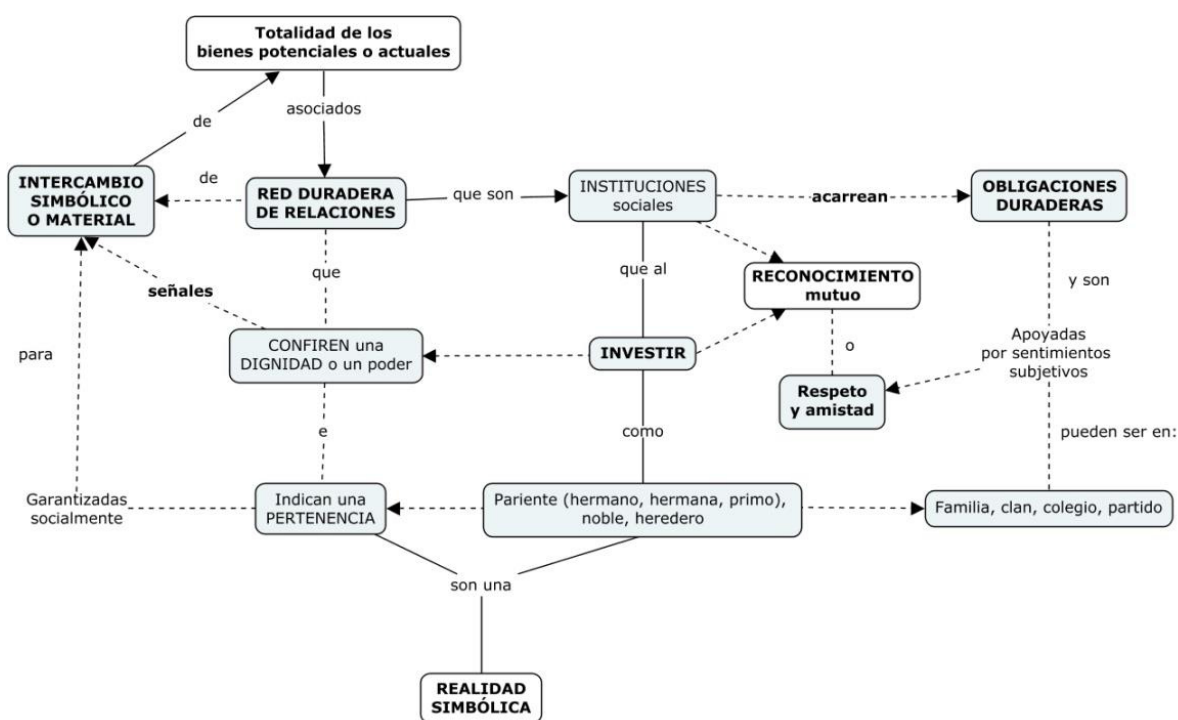 Totalidad de los
bienes potenciales o actuales
de
asociados
INTERCAMBIO
SIMBÓLICO
O MATERIAL
de
RED DURADERA
DE RELACIONES
que son
INSTITUCIONES
sociales
acarrean
OBLIGACIONES
DURADERAS
señales
que
que al
RECONOCIMIENTO
mutuo
y son
para
CONFIREN una
DIGNIDAD o un poder
INVESTIR
o
Apoyadas
por sentimientos
subjetivos
Respeto
y amistad
e
como
pueden ser en:
Garantizadas
socialmente
Indican una
PERTENENCIA
Pariente (hermano, hermana, primo),
noble, heredero
Familia, clan, colegio, partido
son una
REALIDAD
SIMBÓLICA